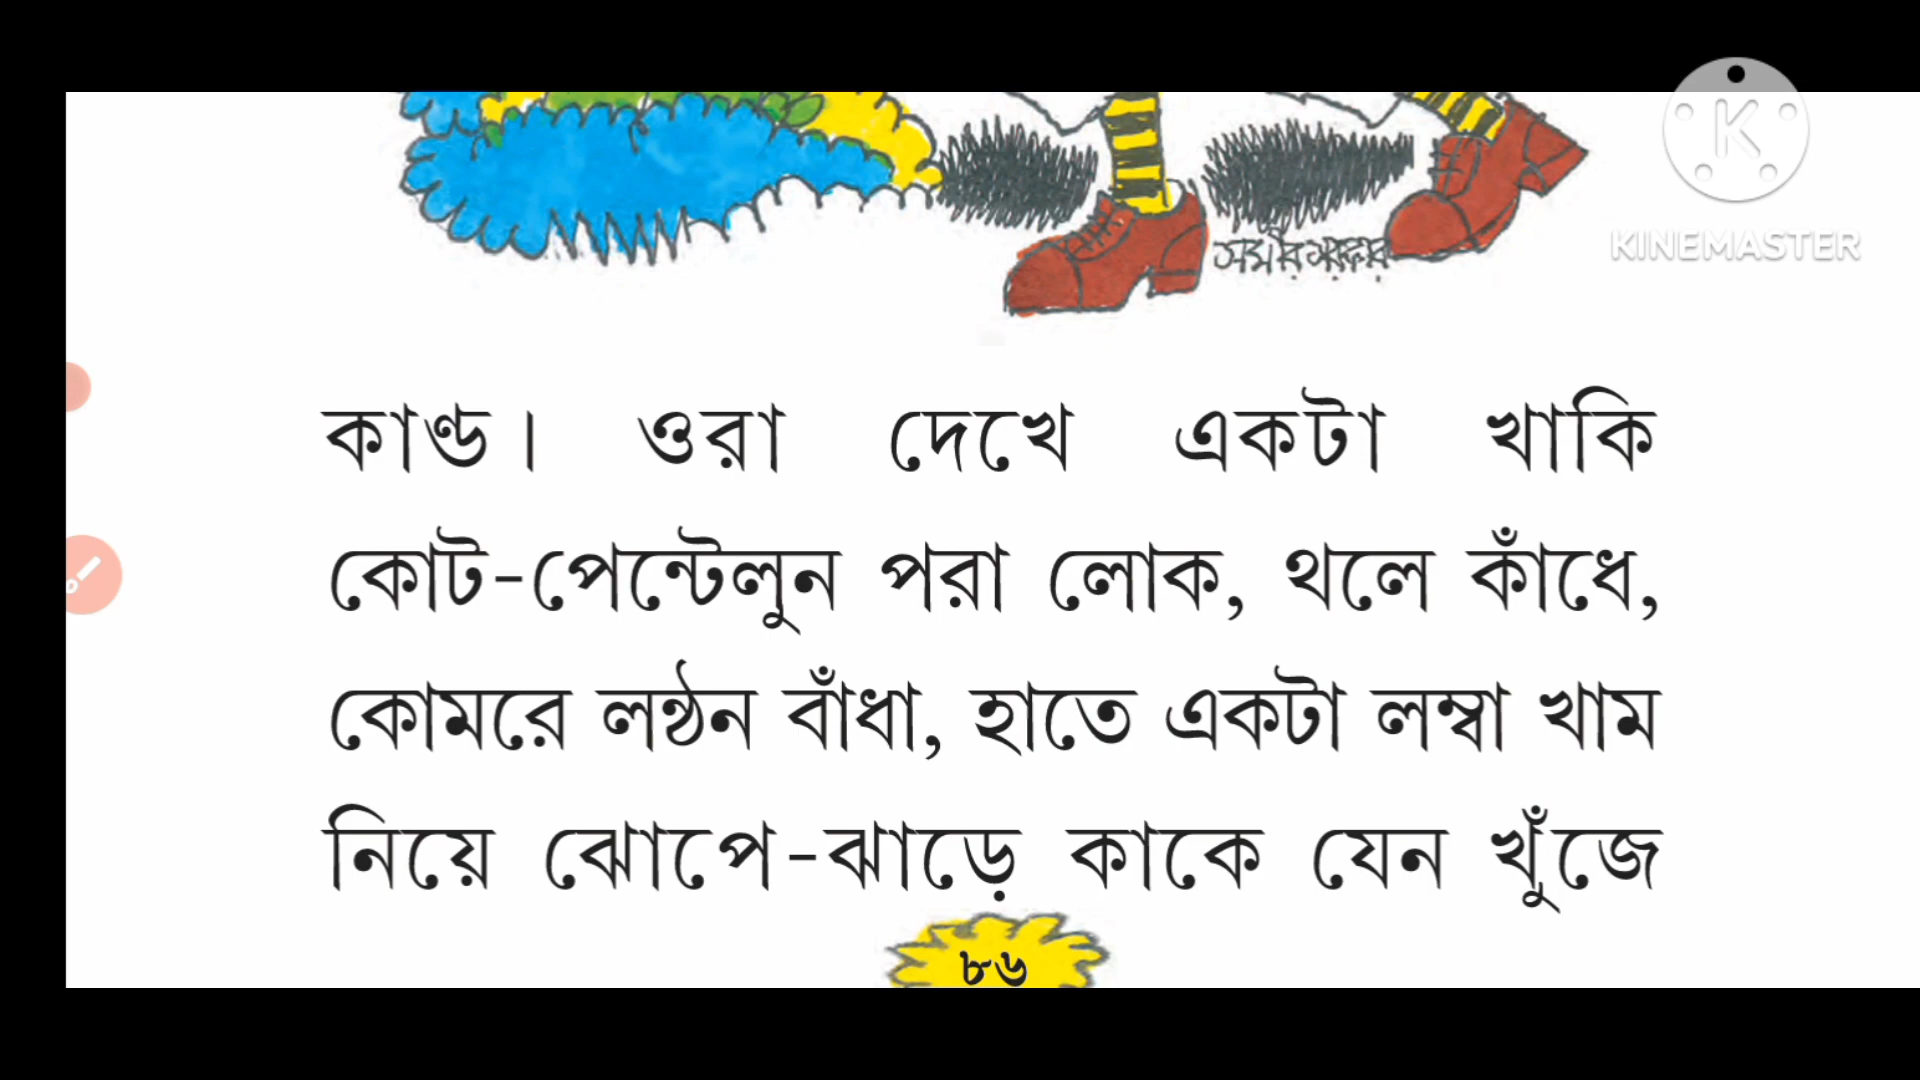 KINEMASTER
কাণ্ড। ওরা দেখে একটা খাকি
কোট-পেন্টেলুন পরা লোক, থলে কাঁধে,
কোমরে লন্ঠন বাঁধা, হাতে একটা লম্বা খাম
নিয়ে ঝোপে-ঝাড়ে কাকে যেন খুঁজে
৮৬